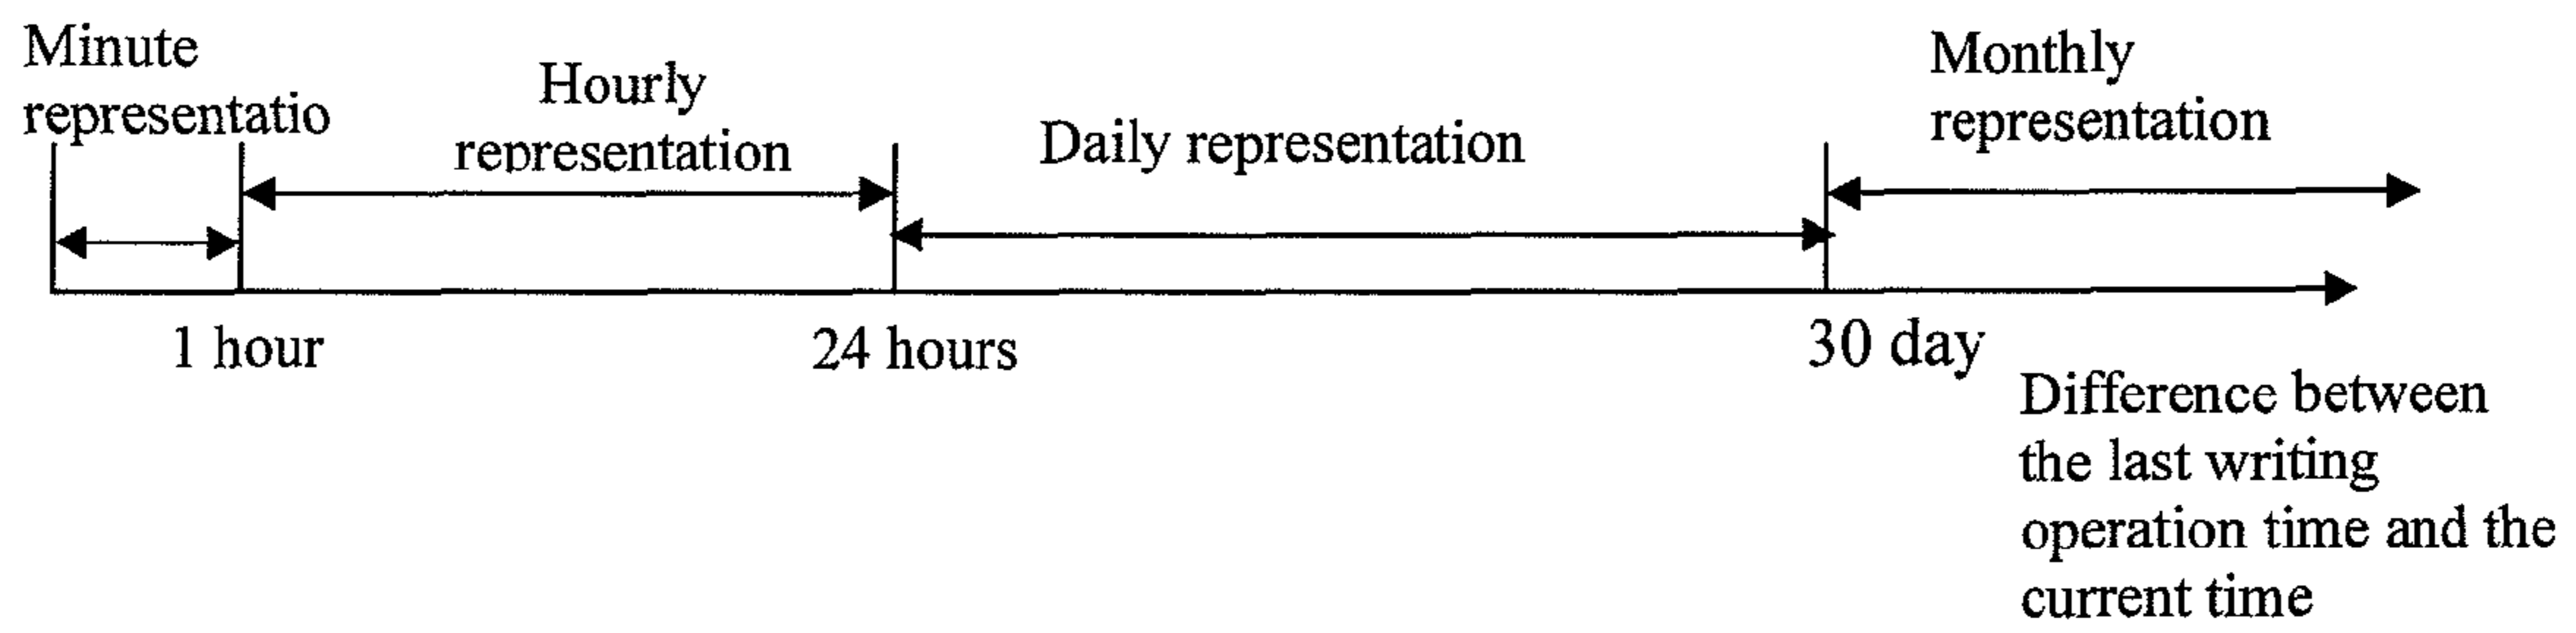 Minute
representatio
Hourly
representation
Daily representation
Monthly
representation
1 hour
24 hours
30 day
Difference between
the last writing
operation time and the
current time